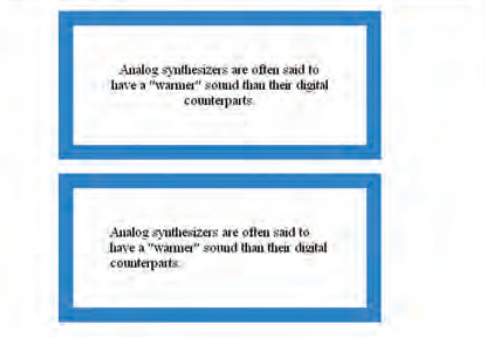 Analog synthesizers are often said to
have a "warmer" sound than their digital
counterparts.
Analog synthesizers are often said to
have a "warmer" sound than their digital
counterparts.